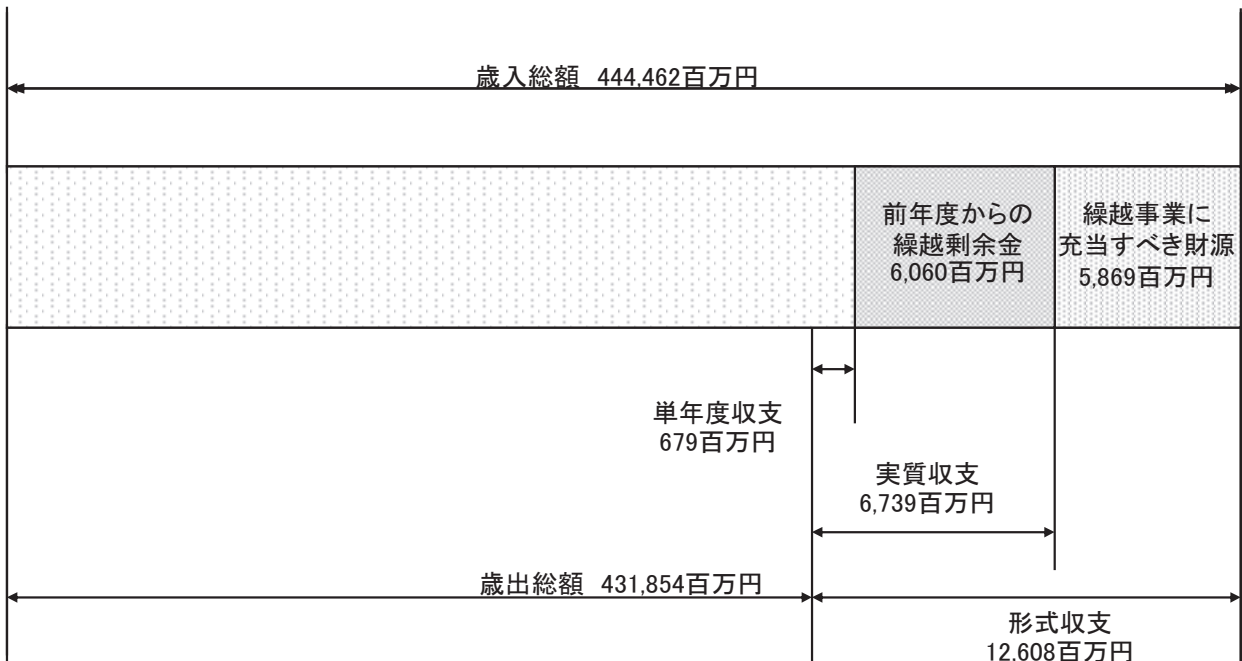 歳入総額 444,462百万円
前年度からの
繰越剰余金
6,060百万円
繰越事業に
充当すべき財源
5,869百万円
単年度収支
679百万円
実質収支
6,739百万円
歳出総額 431,854百万円
形式収支
12,608百万円